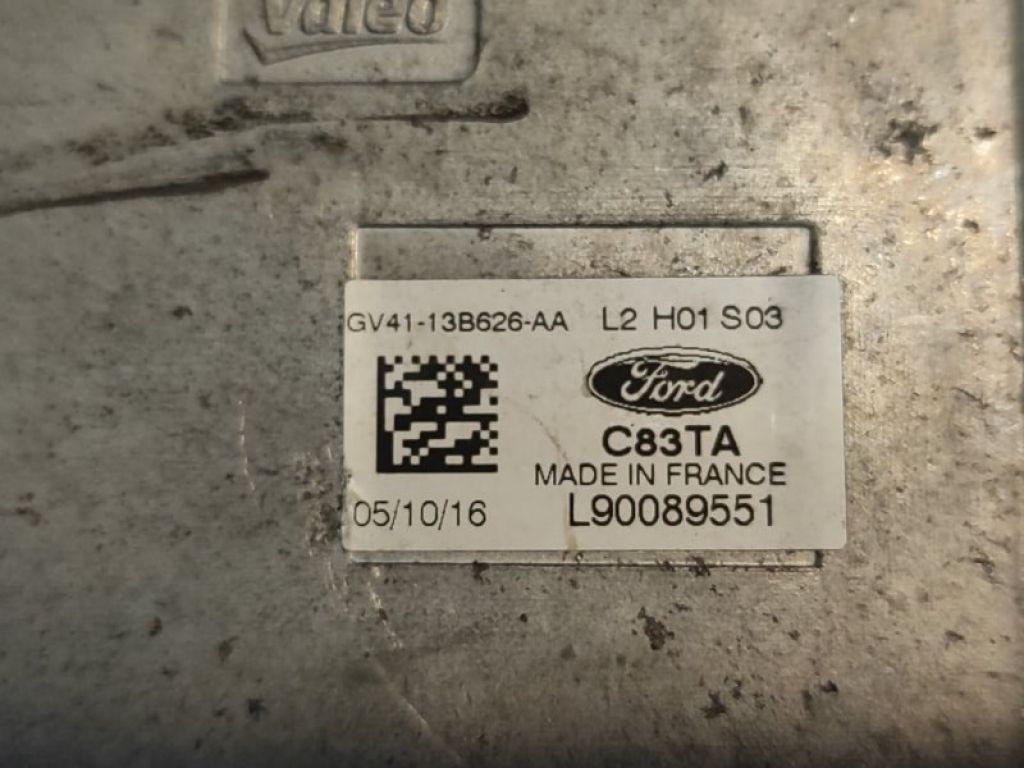 Valeo
GV41-13B626-AA L2 H01 S03
Ford
C83TA
MADE IN FRANCE
05/10/16 L90089551